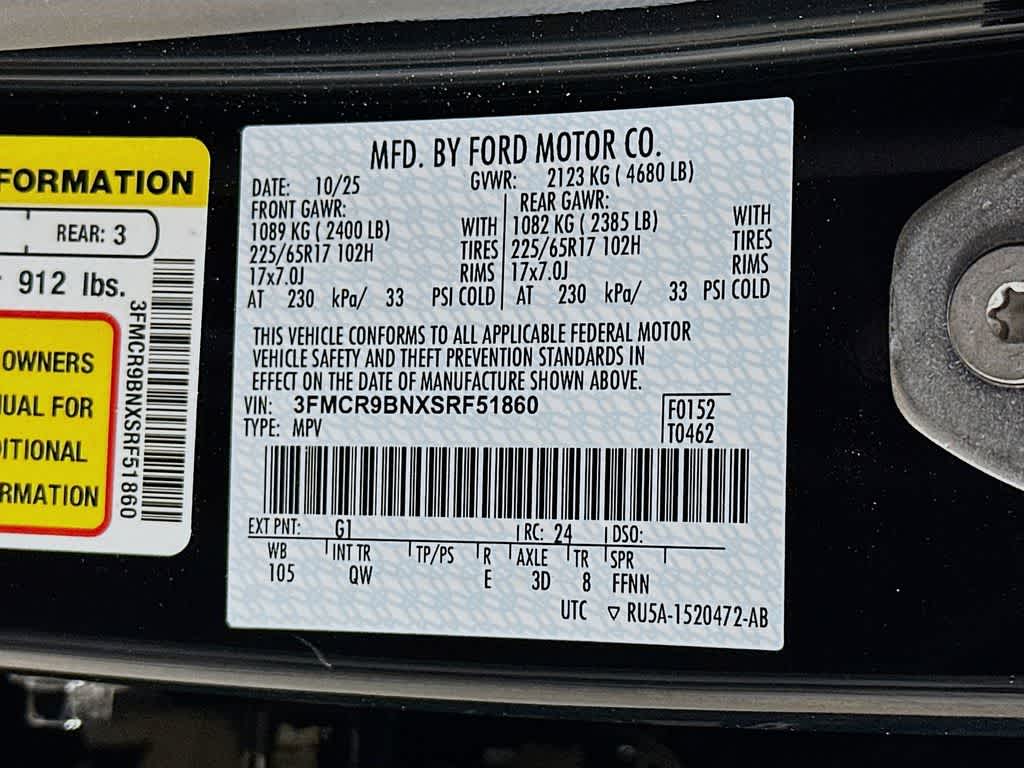 FORMATION
REAR: 3
912 lbs.
OWNERS
UAL FOR
ITIONAL
RMATION
3FMCR9BNXSRF51860
MFD. BY FORD MOTOR CO.
DATE: 10/25 GVWR: 2123 KG ( 4680 LB)
FRONT GAWR: REAR GAWR:
1089 KG ( 2400 LB) WITH 1082 KG ( 2385 LB) WITH
225/65R17 102H TIRES 225/65R17 102H TIRES
17x7.0J RIMS 17x7.0J RIMS
AT 230 kPa/ 33 PSI COLD AT 230 kPa/ 33 PSI COLD
THIS VEHICLE CONFORMS TO ALL APPLICABLE FEDERAL MOTOR
VEHICLE SAFETY AND THEFT PREVENTION STANDARDS IN
EFFECT ON THE DATE OF MANUFACTURE SHOWN ABOVE.
VIN: 3FMCR9BNXSRF51860 F0152
TYPE: MPV T0462
EXT PNT: G1 RC: 24 DSO:
WB INT TR TP/PS R AXLE TR SPR
105 QW E 3D 8 FFNN
UTC ▽ RU5A-1520472-AB